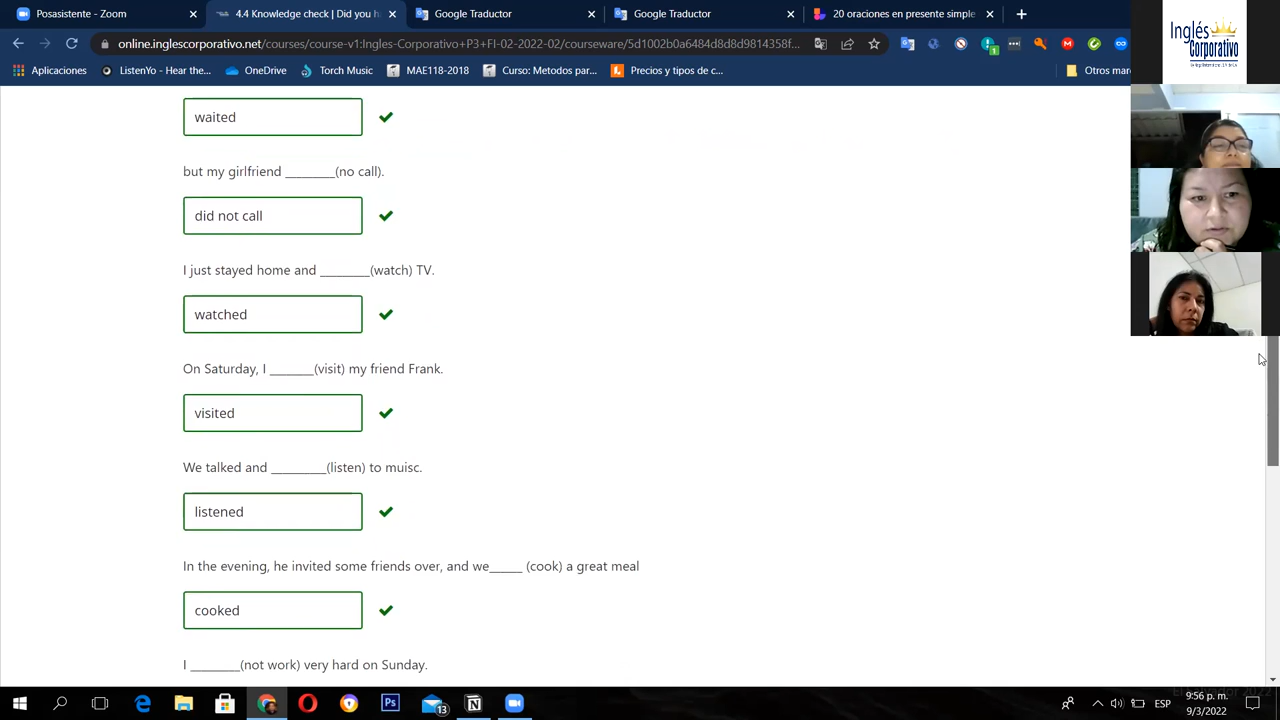 Posasistente - Zoom
4.4 Knowledge check | Did you h
Google Traductor
Google Traductor
20 oraciones en presente simple
online.inglescorporativo.net/courses/course-v1:Ingles-Corporativo+P3+FI-02-2022-02/courseware/5d1002b0a6484d8d8d9814358f...
Aplicaciones
ListenYo - Hear the...
OneDrive
Torch Music
MAE118-2018
1.1 Metodos par...
Precios y tipos de c...
Otros mar
Inglés
Corporativo
waited
but my girlfriend ________(no call).
did not call
I just stayed home and ________(watch) TV.
watched
On Saturday, I _______(visit) my friend Frank.
visited
We talked and _________(listen) to muisc.
listened
In the evening, he invited some friends over, and we_____ (cook) a great meal
cooked
I ________(not work) very hard on Sunday.
13
ESP
9:56 p. m.
9/3/2022